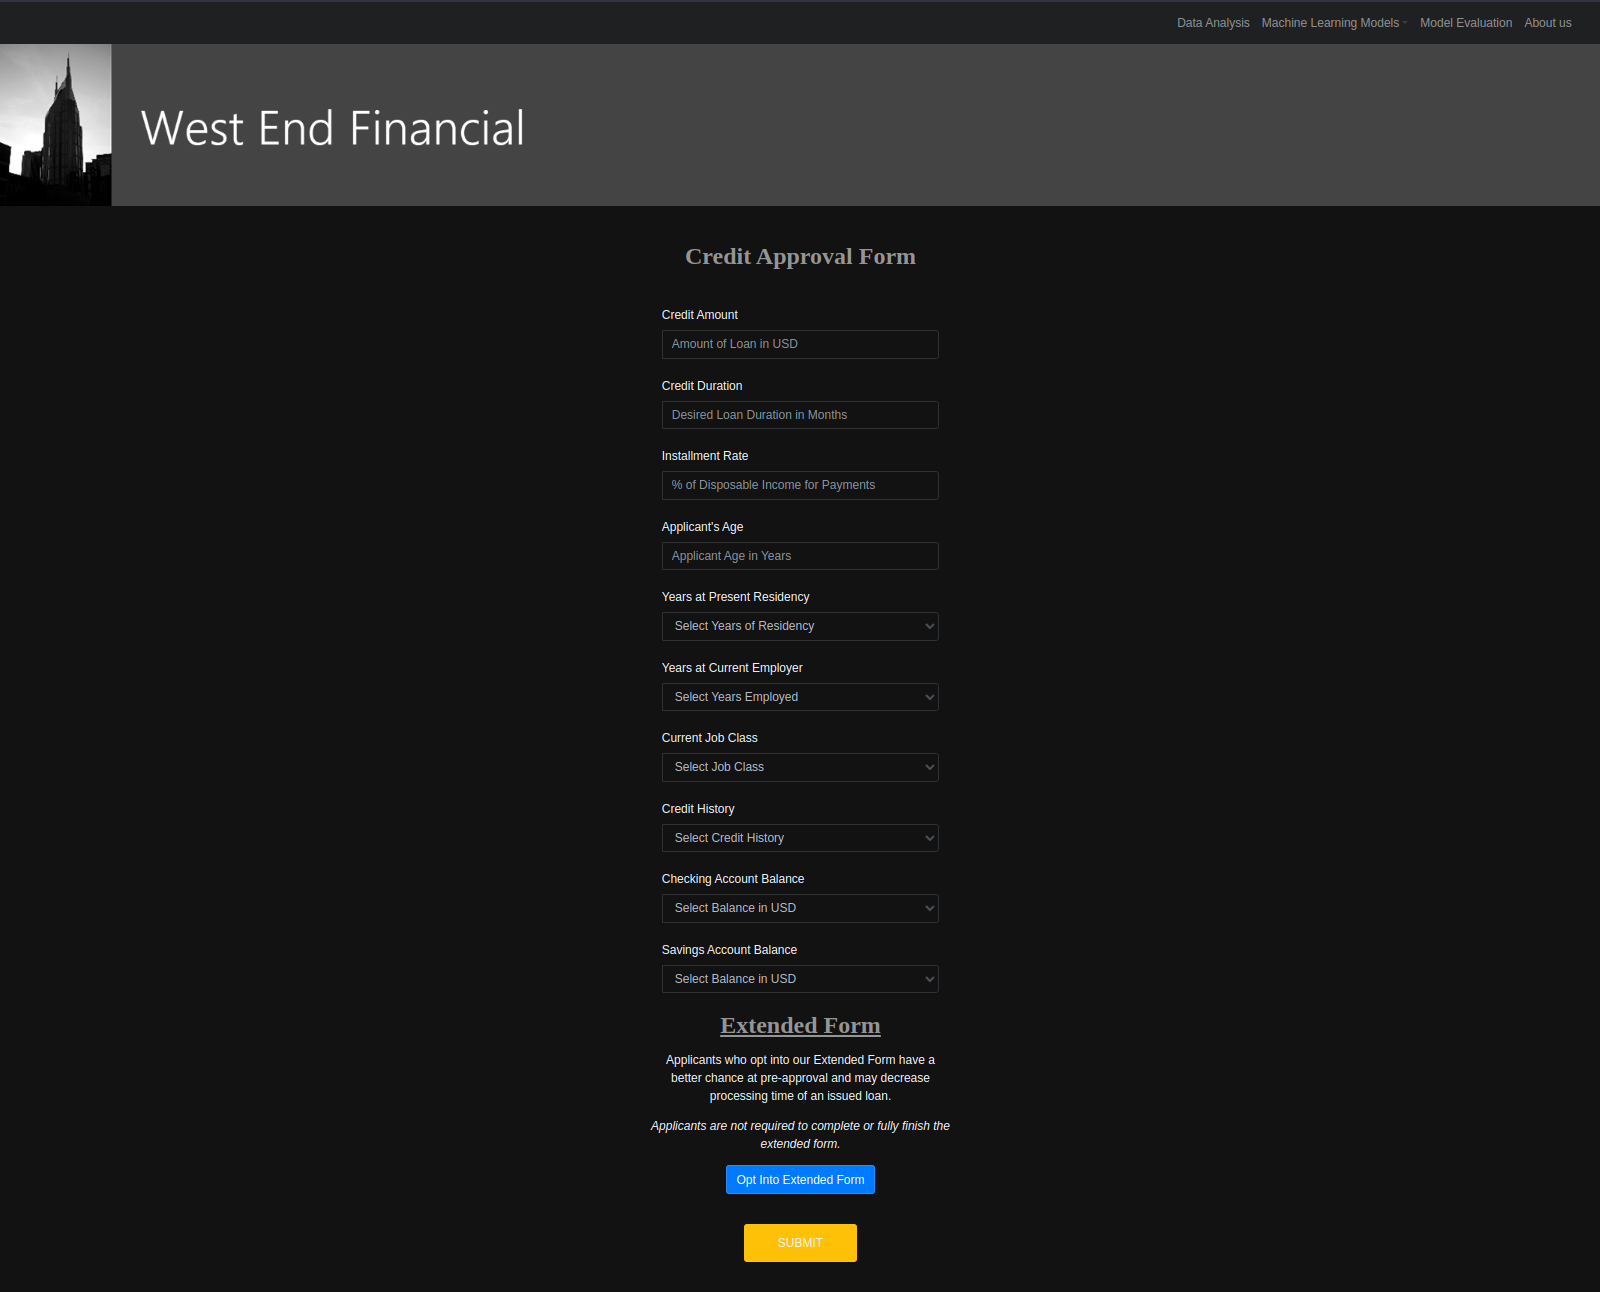 Data Analysis Machine Learning Models Model Evaluation About us
West End Financial
Credit Approval Form
Credit Amount
Amount of Loan in USD
Credit Duration
Desired Loan Duration in Months
Installment Rate
% of Disposable Income for Payments
Applicant's Age
Applicant Age in Years
Years at Present Residency
Select Years of Residency
Years at Current Employer
Select Years Employed
Current Job Class
Select Job Class
Credit History
Select Credit History
Checking Account Balance
Select Balance in USD
Savings Account Balance
Select Balance in USD
Extended Form
Applicants who opt into our Extended Form have a
better chance at pre-approval and may decrease
processing time of an issued loan.
Applicants are not required to complete or fully finish the
extended form.
Opt Into Extended Form
SUBMIT